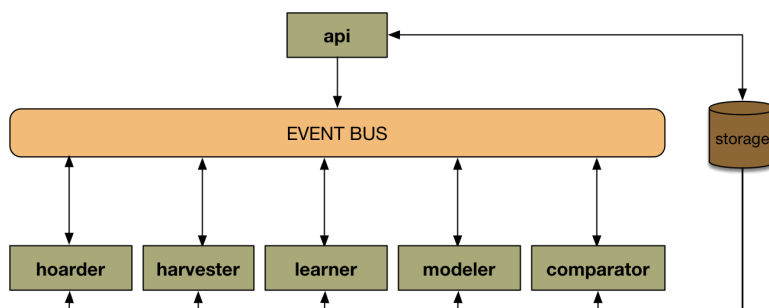 api
EVENT BUS
storage
hoarder
harvester
learner
modeler
comparator